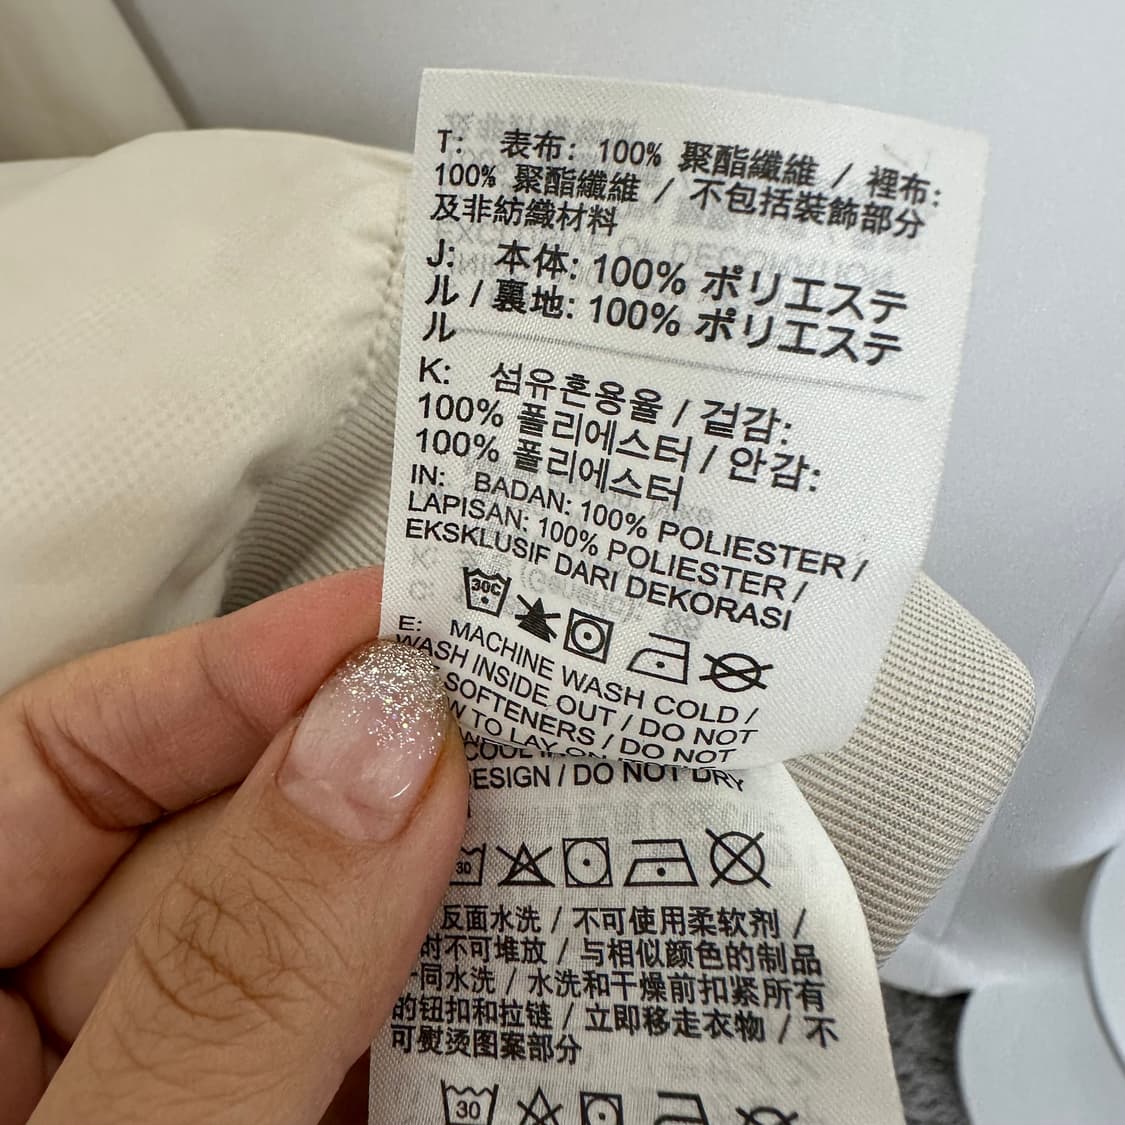 T: 表布: 100% 聚酯纖維 / 裡布:
100% 聚酯纖維 / 不包括裝飾部分
及非紡織材料
J: 本体: 100% ポリエステ
ル / 裏地: 100% ポリエステ
ル
K: 섬유혼용율 / 겉감:
100% 폴리에스터 / 안감:
100% 폴리에스터
IN: BADAN: 100% POLIESTER /
LAPISAN: 100% POLIESTER /
EKSKLUSIF DARI DEKORASI
30C
E: MACHINE WASH COLD /
WASH INSIDE OUT / DO NOT
SOFTENERS / DO NOT
TO LAY ON
COOL
DESIGN / DO NOT DRY
30
反面水洗 / 不可使用柔软剂 /
时不可堆放 / 与相似颜色的制品
一同水洗 / 水洗和干燥前扣紧所有
的钮扣和拉链 / 立即移走衣物 / 不
可熨烫图案部分
30